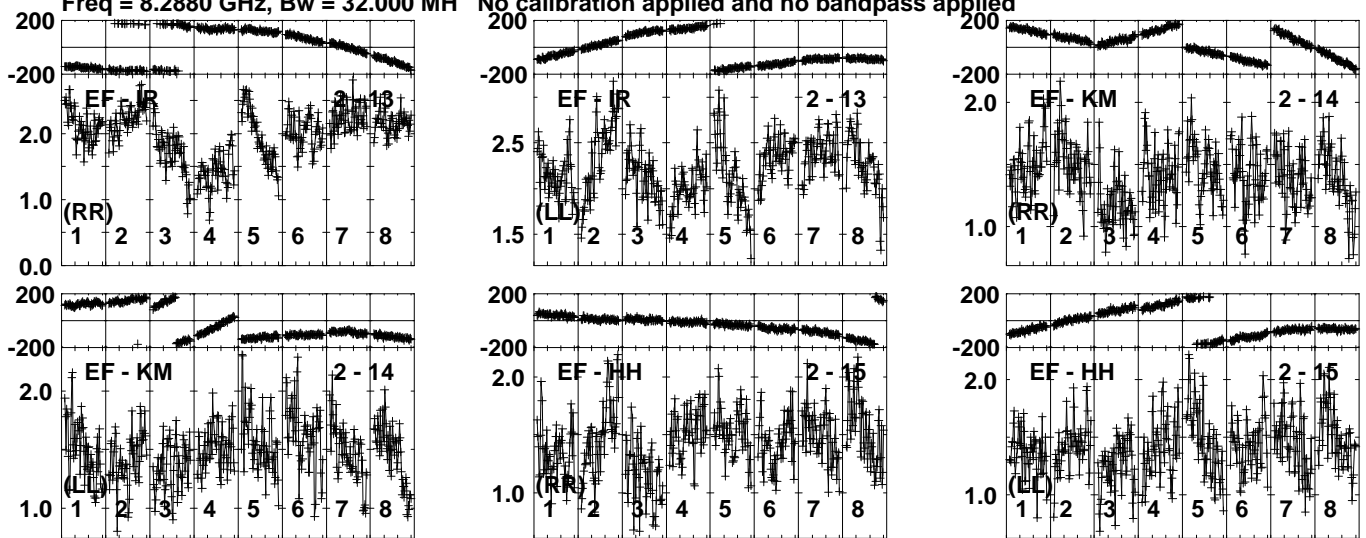 Freq = 8.2880 GHz, Bw = 32.000 MH No calibration applied and no bandpass applied
200
-200
EF - IR 2 - 13
2.0
1.0
(RR)
1 2 3 4 5 6 7 8
0.0
EF - IR 2 - 13
2.5
(LL)
1.5 1 2 3 4 5 6 7 8
200
-200
2.0 EF - KM 2 - 14
(RR)
1.0 1 2 3 4 5 6 7 8
200
-200
EF - KM 2 - 14
2.0
(LL)
1.0 1 2 3 4 5 6 7 8
200
-200
EF - HH 2 - 15
2.0
(RR)
1.0 1 2 3 4 5 6 7 8
200
-200
EF - HH 2 - 15
2.0
(LL)
1.0 1 2 3 4 5 6 7 8